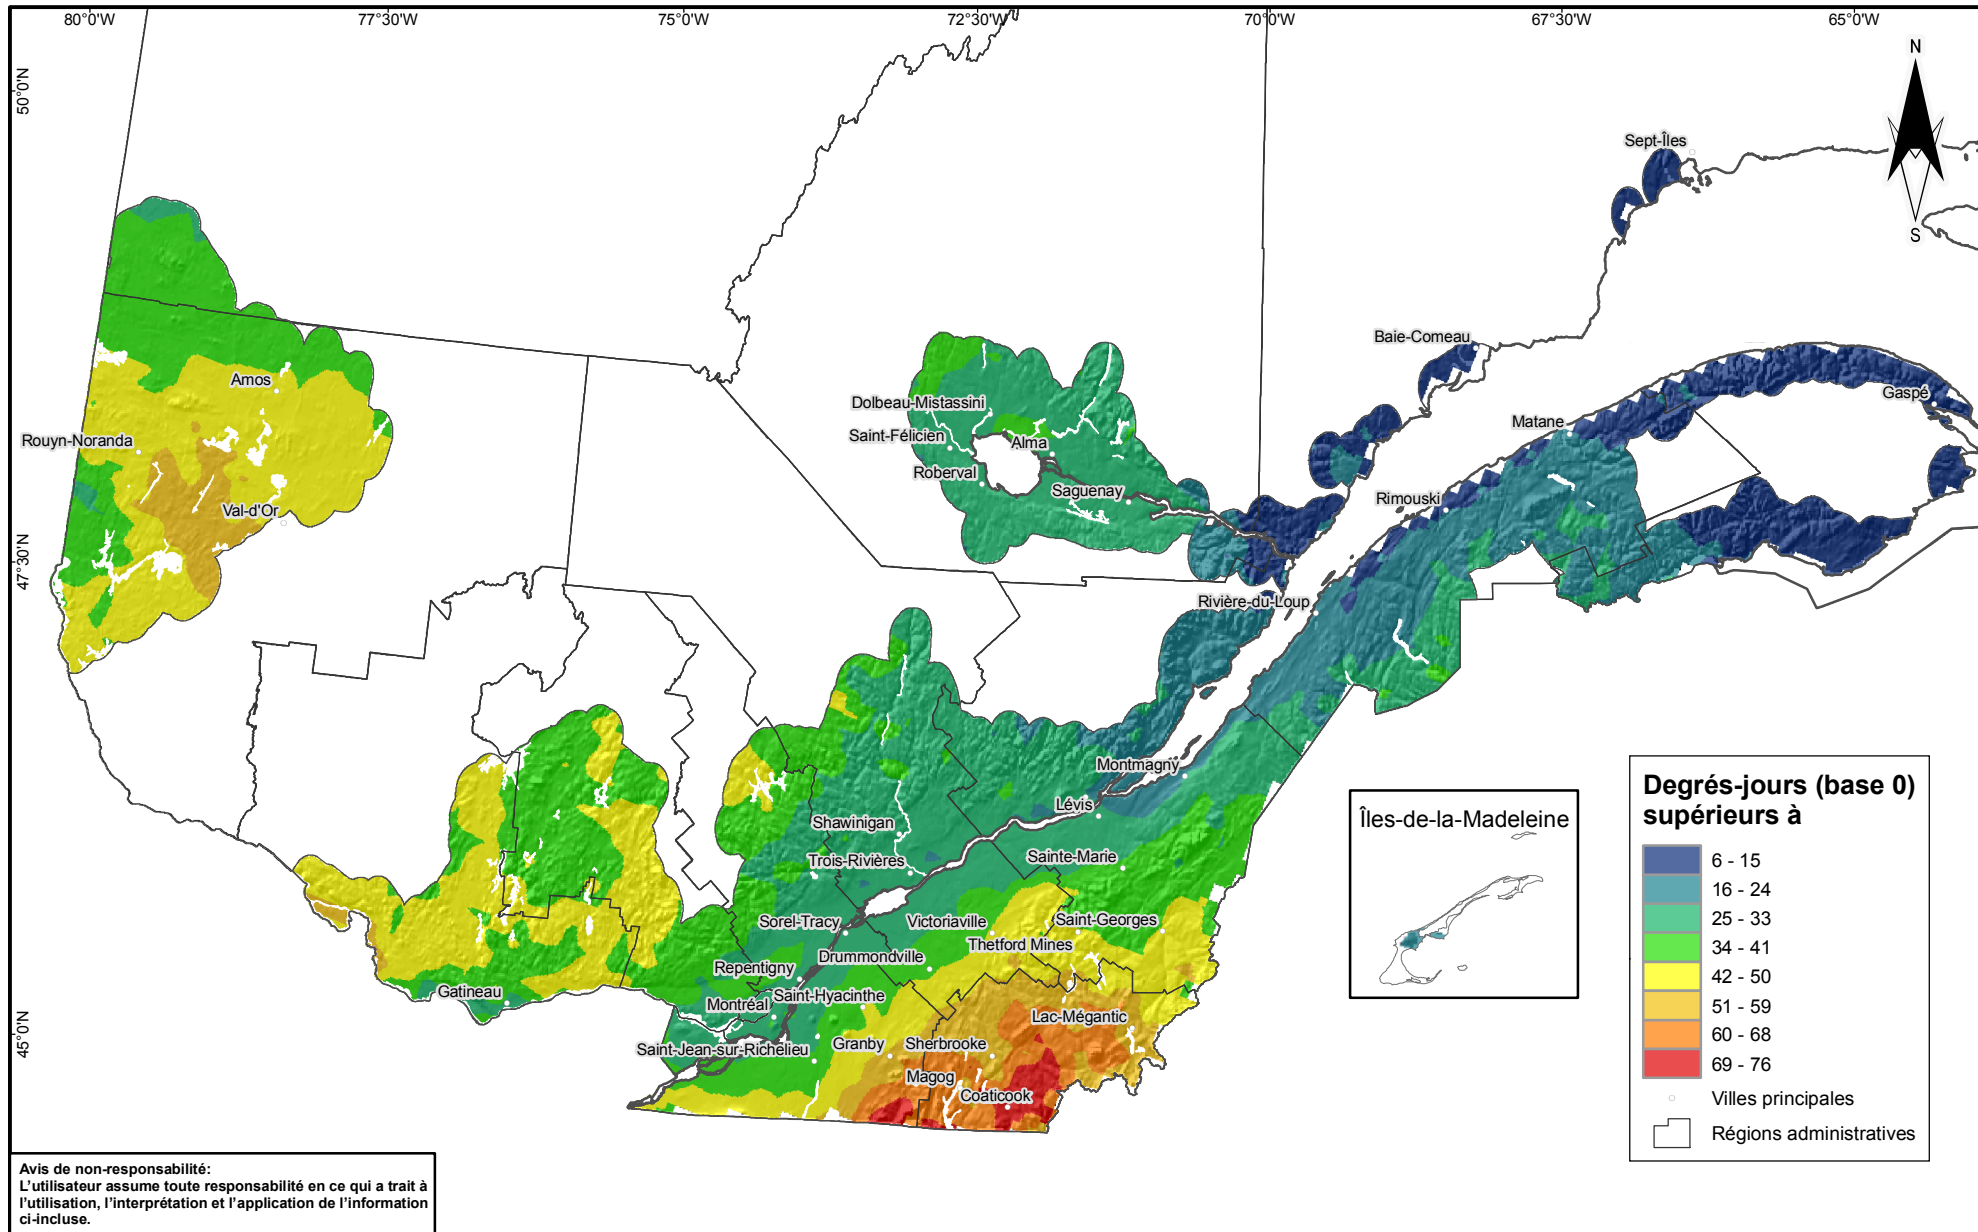 80°0'W
77°30'W
75°0'W
72°30'W
70°0'W
67°30'W
65°0'W
50°0'N
47°30'N
45°0'N
N
S
Sept-Îles
Baie-Comeau
Gaspé
Matane
Amos
Dolbeau-Mistassini
Rouyn-Noranda
Saint-Félicien
Alma
Roberval
Saguenay
Rimouski
Val-d'Or
Rivière-du-Loup
Montmagny
Lévis
Shawinigan
Trois-Rivières
Sainte-Marie
Sorel-Tracy
Victoriaville
Saint-Georges
Thetford Mines
Drummondville
Repentigny
Gatineau
Saint-Hyacinthe
Montréal
Lac-Mégantic
Saint-Jean-sur-Richelieu
Granby
Sherbrooke
Magog
Coaticook
Îles-de-la-Madeleine
Degrés-jours (base 0)
supérieurs à
6 - 15
16 - 24
25 - 33
34 - 41
42 - 50
51 - 59
60 - 68
69 - 76
Villes principales
Régions administratives
Avis de non-responsabilité:
L'utilisateur assume toute responsabilité en ce qui a trait à
l'utilisation, l'interprétation et l'application de l'information
ci-incluse.